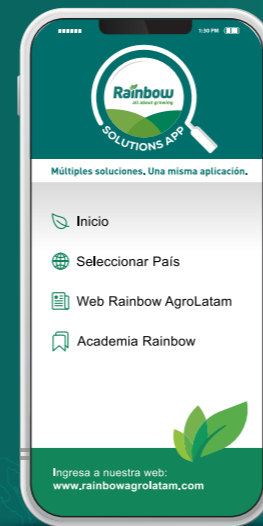 1:30 PM
Rainbow
all about growing
SOLUTIONS APP
Múltiples soluciones. Una misma aplicación.
Inicio
Seleccionar País
Web Rainbow AgroLatam
Academia Rainbow
Ingresa a nuestra web:
www.rainbowagrolatam.com